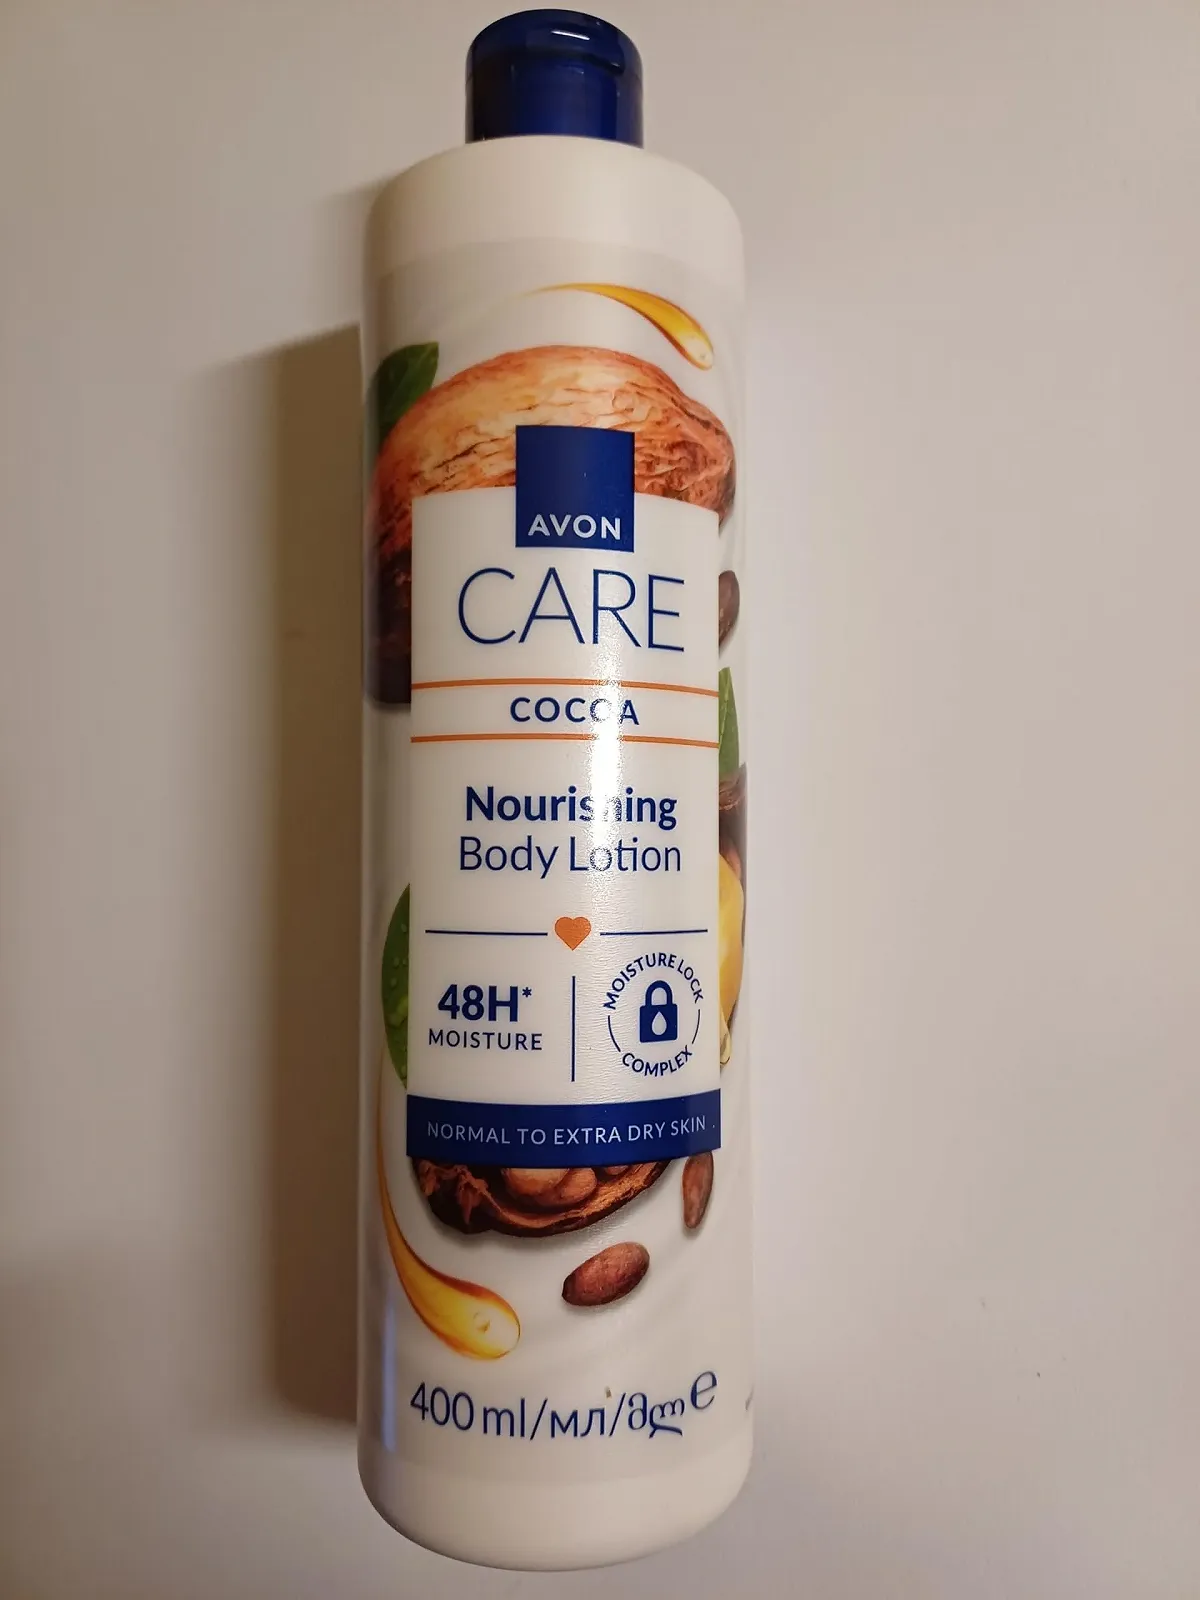 AVON
CARE
COCOA
Nourishing
Body Lotion
48H*
MOISTURE
MOISTURE LOCK
COMPLEX
NORMAL TO EXTRA DRY SKIN
400 ml/мл/მლ ℮